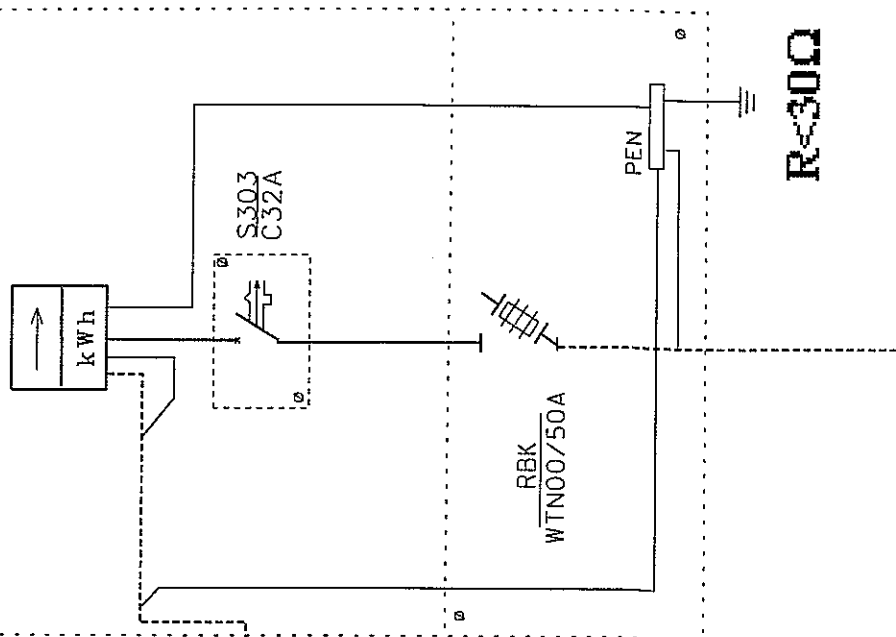 kWh
S303
C32A
PEN
RBK
WTN00/50A
R<30Ω